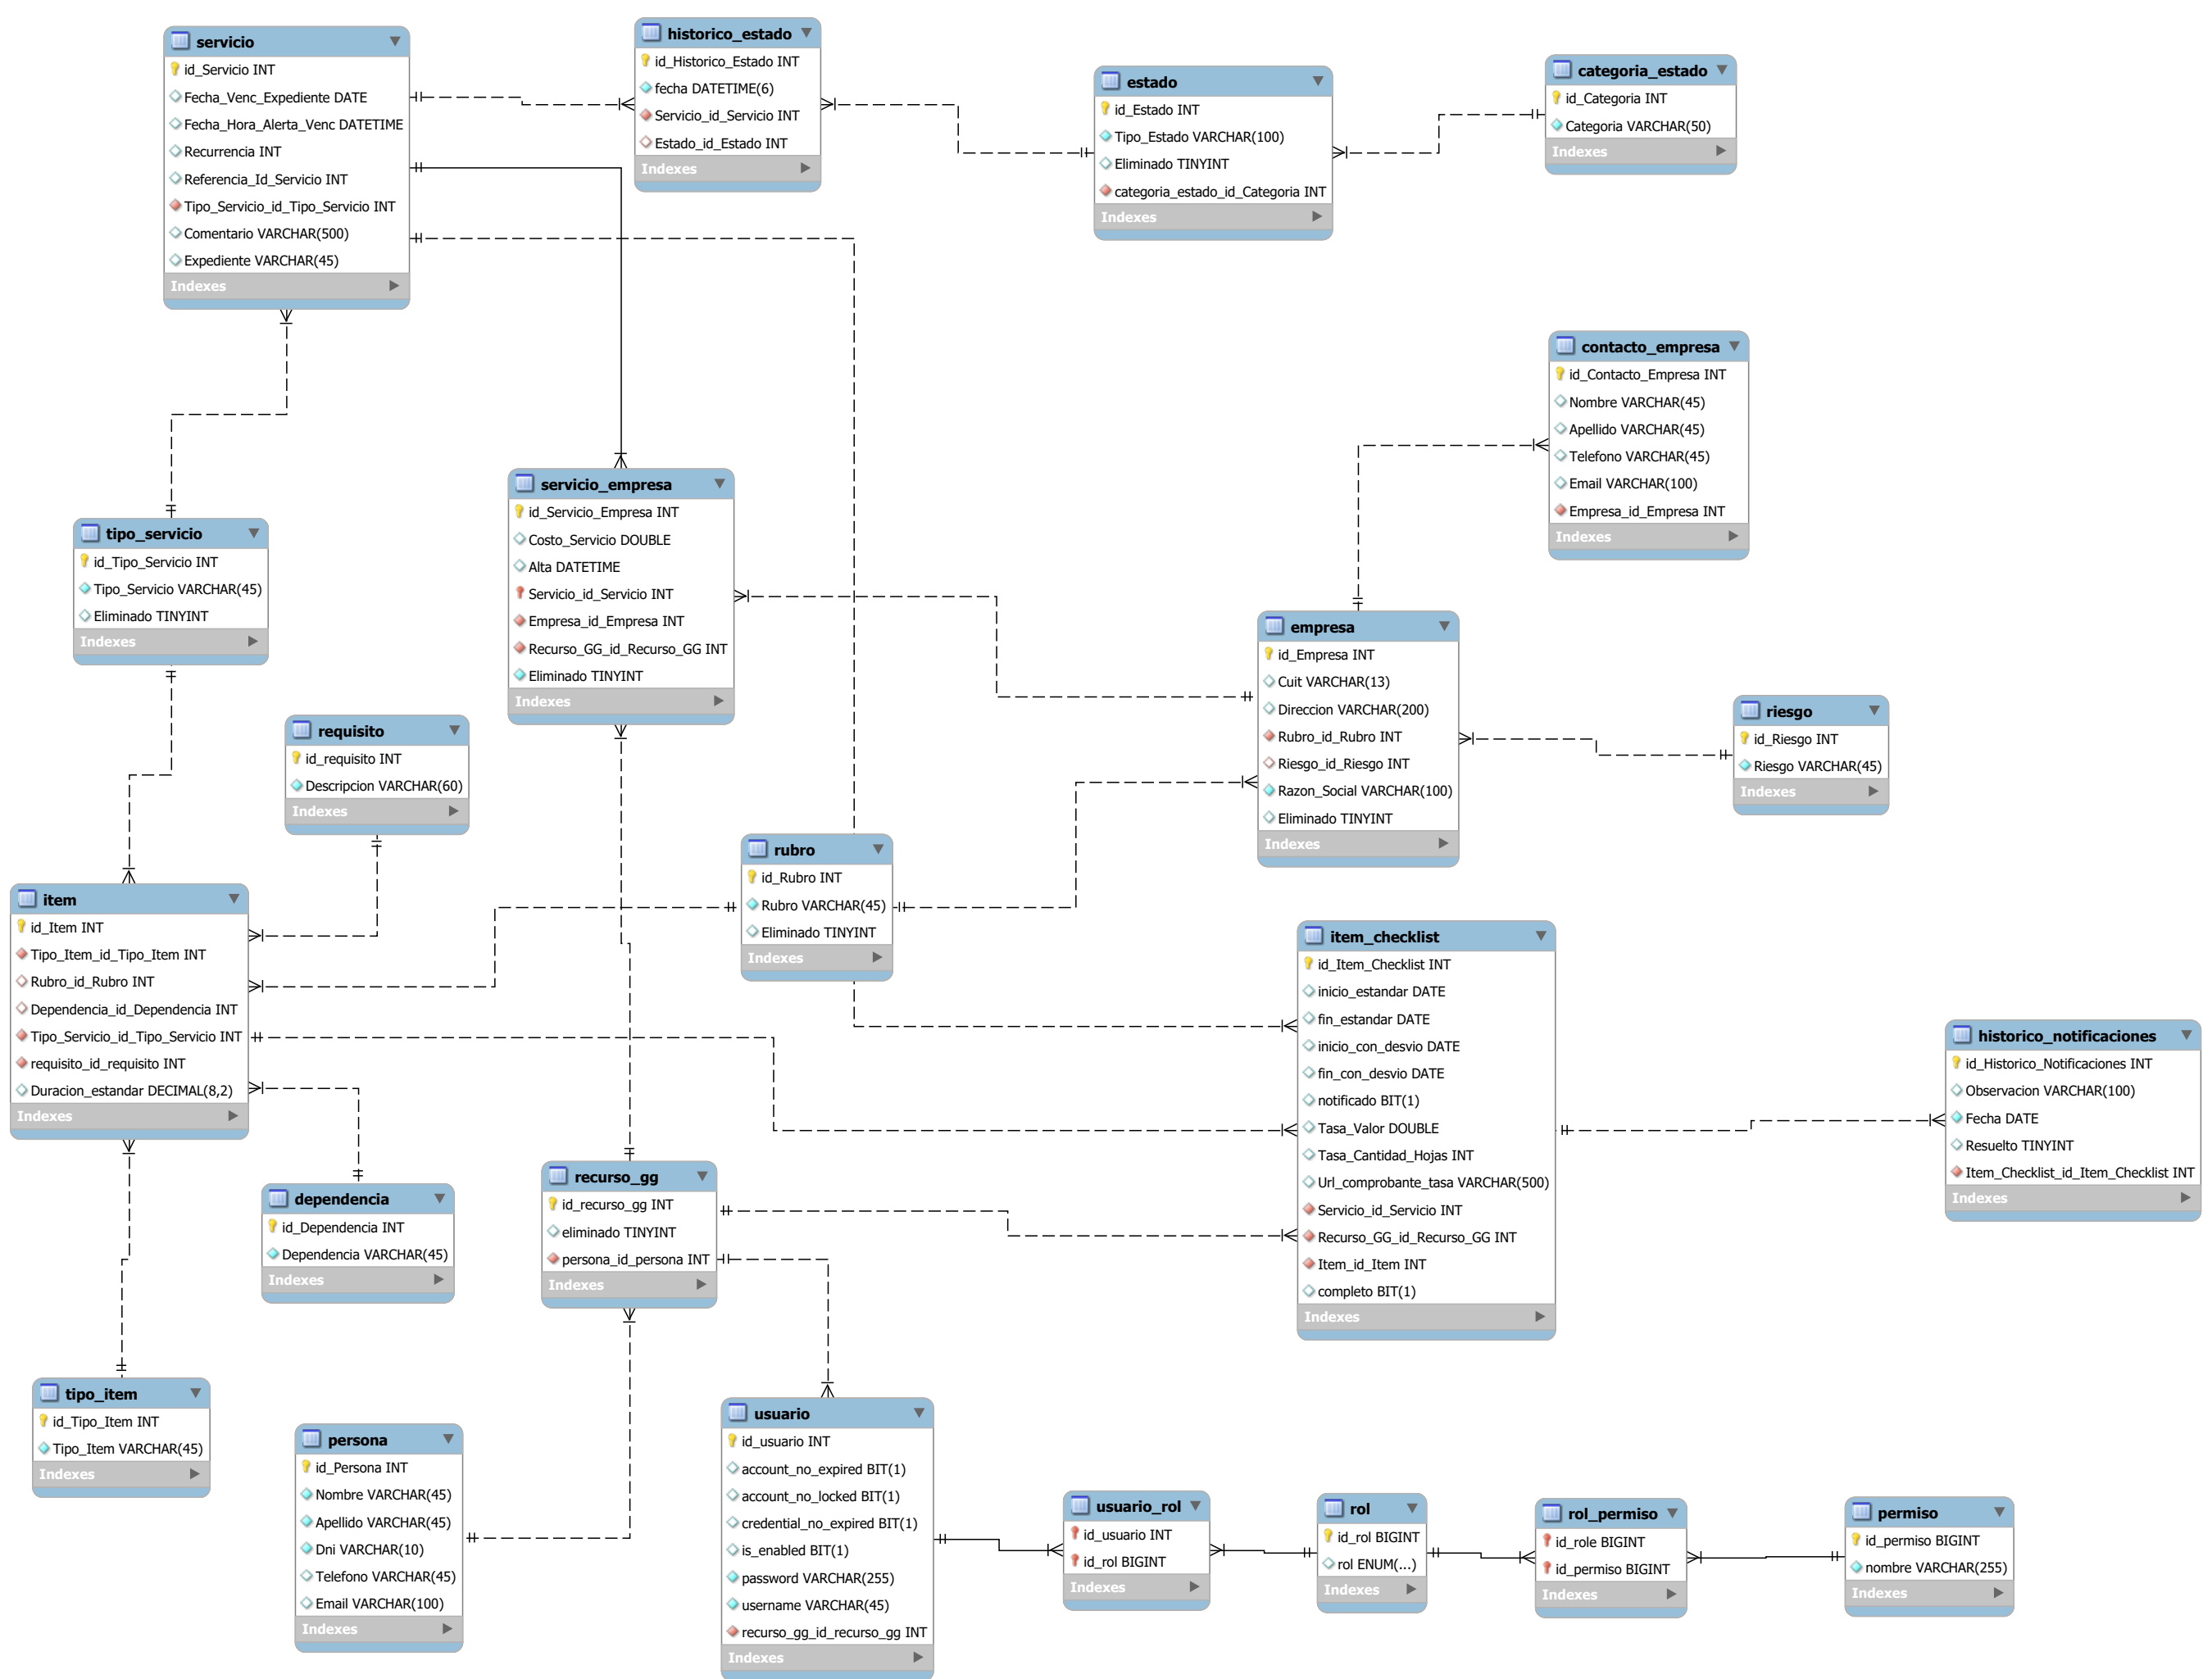 servicio
id_Servicio INT
Fecha_Venc_Expediente DATE
Fecha_Hora_Alerta_Venc DATETIME
Recurrencia INT
Referencia_Id_Servicio INT
Tipo_Servicio_id_Tipo_Servicio INT
Comentario VARCHAR(500)
Expediente VARCHAR(45)
Indexes
historico_estado
id_Historico_Estado INT
fecha DATETIME(6)
Servicio_id_Servicio INT
Estado_id_Estado INT
Indexes
estado
id_Estado INT
Tipo_Estado VARCHAR(100)
Eliminado TINYINT
categoria_estado_id_Categoria INT
Indexes
categoria_estado
id_Categoria INT
Categoria VARCHAR(50)
Indexes
contacto_empresa
id_Contacto_Empresa INT
Nombre VARCHAR(45)
Apellido VARCHAR(45)
Telefono VARCHAR(45)
Email VARCHAR(100)
Empresa_id_Empresa INT
Indexes
servicio_empresa
id_Servicio_Empresa INT
Costo_Servicio DOUBLE
Alta DATETIME
Servicio_id_Servicio INT
Empresa_id_Empresa INT
Recurso_GG_id_Recurso_GG INT
Eliminado TINYINT
Indexes
tipo_servicio
id_Tipo_Servicio INT
Tipo_Servicio VARCHAR(45)
Eliminado TINYINT
Indexes
empresa
id_Empresa INT
Cuit VARCHAR(13)
Direccion VARCHAR(200)
Rubro_id_Rubro INT
Riesgo_id_Riesgo INT
Razon_Social VARCHAR(100)
Eliminado TINYINT
Indexes
riesgo
id_Riesgo INT
Riesgo VARCHAR(45)
Indexes
requisito
id_requisito INT
Descripcion VARCHAR(60)
Indexes
rubro
id_Rubro INT
Rubro VARCHAR(45)
Eliminado TINYINT
Indexes
item
id_Item INT
Tipo_Item_id_Tipo_Item INT
Rubro_id_Rubro INT
Dependencia_id_Dependencia INT
Tipo_Servicio_id_Tipo_Servicio INT
requisito_id_requisito INT
Duracion_estandar DECIMAL(8,2)
Indexes
item_checklist
id_Item_Checklist INT
inicio_estandar DATE
fin_estandar DATE
inicio_con_desvio DATE
fin_con_desvio DATE
notificado BIT(1)
Tasa_Valor DOUBLE
Tasa_Cantidad_Hojas INT
Url_comprobante_tasa VARCHAR(500)
Servicio_id_Servicio INT
Recurso_GG_id_Recurso_GG INT
Item_id_Item INT
completo BIT(1)
Indexes
historico_notificaciones
id_Historico_Notificaciones INT
Observacion VARCHAR(100)
Fecha DATE
Resuelto TINYINT
Item_Checklist_id_Item_Checklist INT
Indexes
dependencia
id_Dependencia INT
Dependencia VARCHAR(45)
Indexes
recurso_gg
id_recurso_gg INT
eliminado TINYINT
persona_id_persona INT
Indexes
tipo_item
id_Tipo_Item INT
Tipo_Item VARCHAR(45)
Indexes
persona
id_Persona INT
Nombre VARCHAR(45)
Apellido VARCHAR(45)
Dni VARCHAR(10)
Telefono VARCHAR(45)
Email VARCHAR(100)
Indexes
usuario
id_usuario INT
account_no_expired BIT(1)
account_no_locked BIT(1)
credential_no_expired BIT(1)
is_enabled BIT(1)
password VARCHAR(255)
username VARCHAR(45)
recurso_gg_id_recurso_gg INT
Indexes
usuario_rol
id_usuario INT
id_rol BIGINT
Indexes
rol
id_rol BIGINT
rol ENUM(...)
Indexes
rol_permiso
id_role BIGINT
id_permiso BIGINT
Indexes
permiso
id_permiso BIGINT
nombre VARCHAR(255)
Indexes